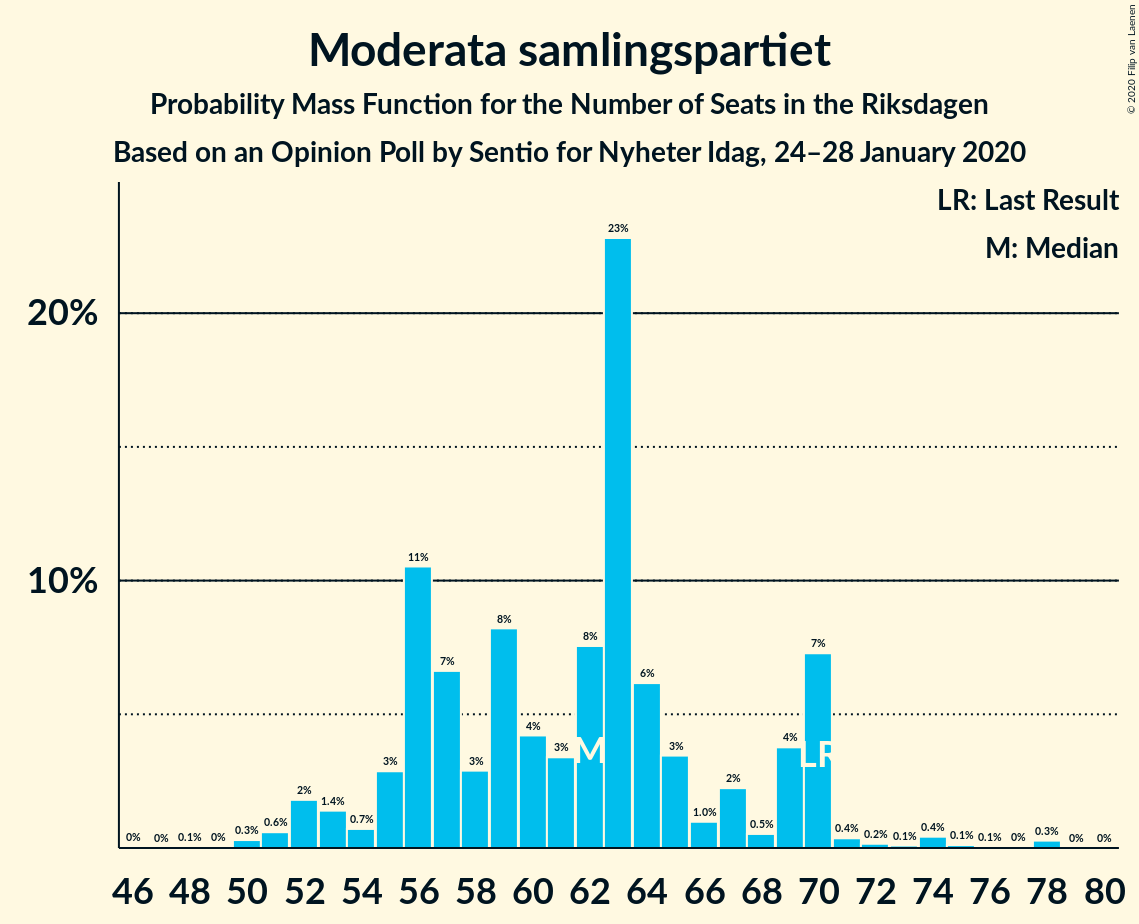 Moderata samlingspartiet
Probability Mass Function for the Number of Seats in the Riksdagen
Based on an Opinion Poll by Sentio for Nyheter Idag, 24–28 January 2020
© 2020 Filip van Laenen
LR: Last Result
M: Median
20%
10%
0% 0% 0.1% 0% 0.3% 0.6% 2% 1.4% 0.7% 3% 11% 7% 3% 8% 4% 3% 8% 23% 6% 3% 1.0% 2% 0.5% 4% 7% 0.4% 0.2% 0.1% 0.4% 0.1% 0.1% 0% 0.3% 0% 0%
M LR
46 48 50 52 54 56 58 60 62 64 66 68 70 72 74 76 78 80